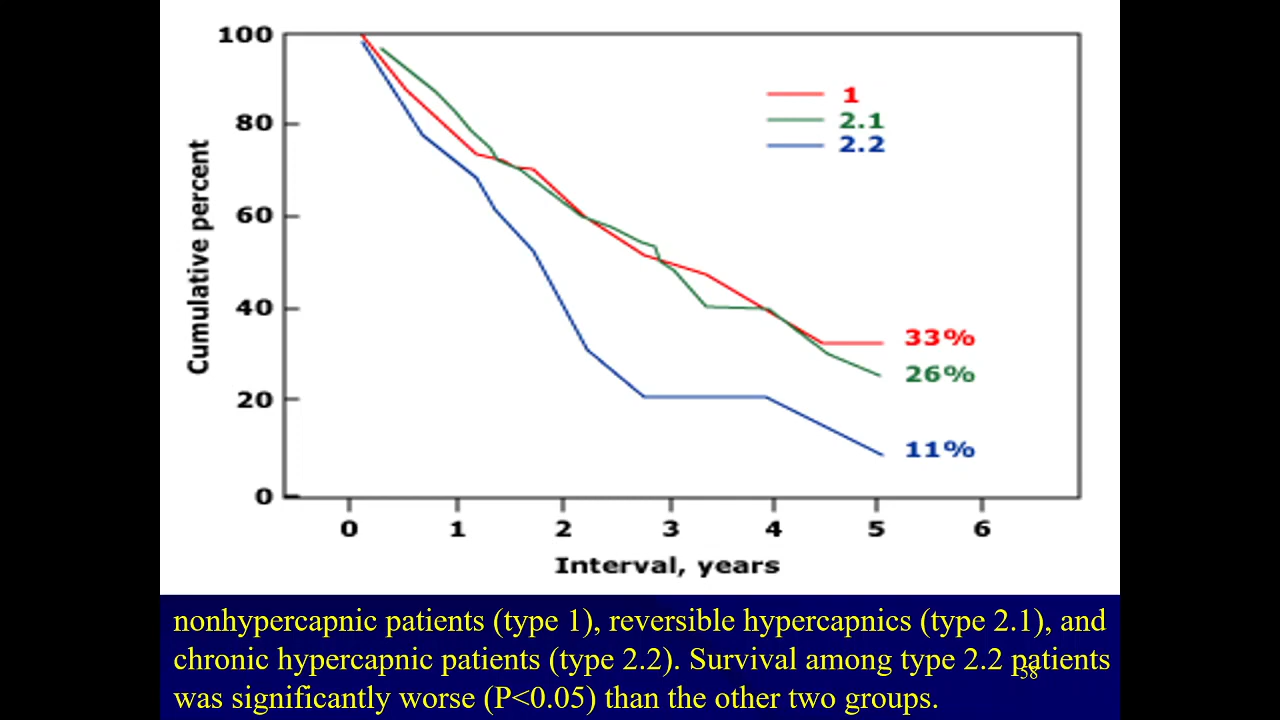 100
80
60
40
20
0
Cumulative percent
1
2.1
2.2
33%
26%
11%
0 1 2 3 4 5 6
Interval, years
nonhypercapnic patients (type 1), reversible hypercapnics (type 2.1), and
chronic hypercapnic patients (type 2.2). Survival among type 2.2 patients
58
was significantly worse (P<0.05) than the other two groups.